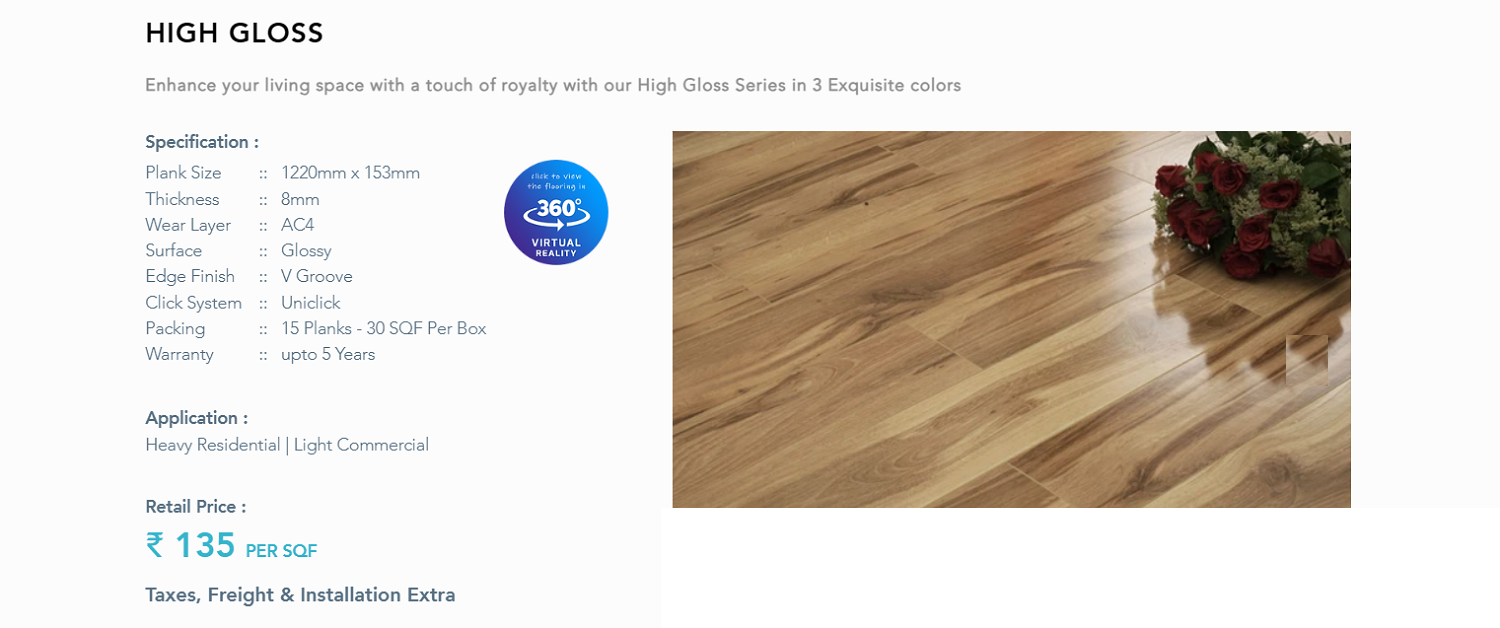 HIGH GLOSS
Enhance your living space with a touch of royalty with our High Gloss Series in 3 Exquisite colors
Specification :
Plank Size :: 1220mm x 153mm
Thickness :: 8mm
Wear Layer :: AC4
Surface :: Glossy
Edge Finish :: V Groove
Click System :: Uniclick
Packing :: 15 Planks - 30 SQF Per Box
Warranty :: upto 5 Years
click to view
the flooring in
360°
VIRTUAL
REALITY
Application :
Heavy Residential | Light Commercial
Retail Price :
₹ 135 PER SQF
Taxes, Freight & Installation Extra